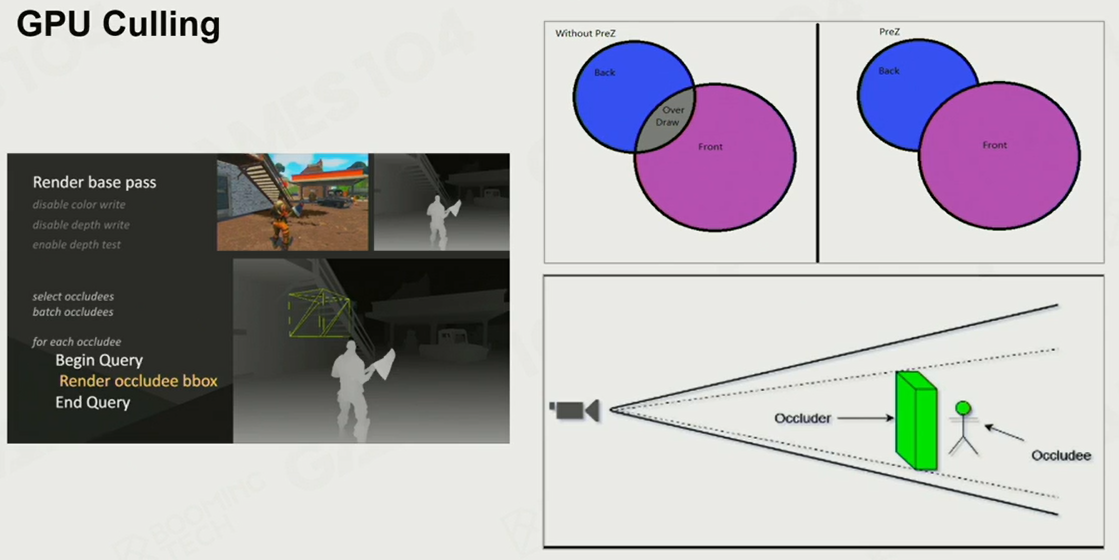 GPU Culling
Render base pass
disable color write
disable depth write
enable depth test
select occludees
batch occludees
for each occludee
Begin Query
Render occludee bbox
End Query
Without PreZ
Back
Over
Draw
Front
PreZ
Back
Front
Occluder
Occludee
GAMES104
BOOMING
TECH